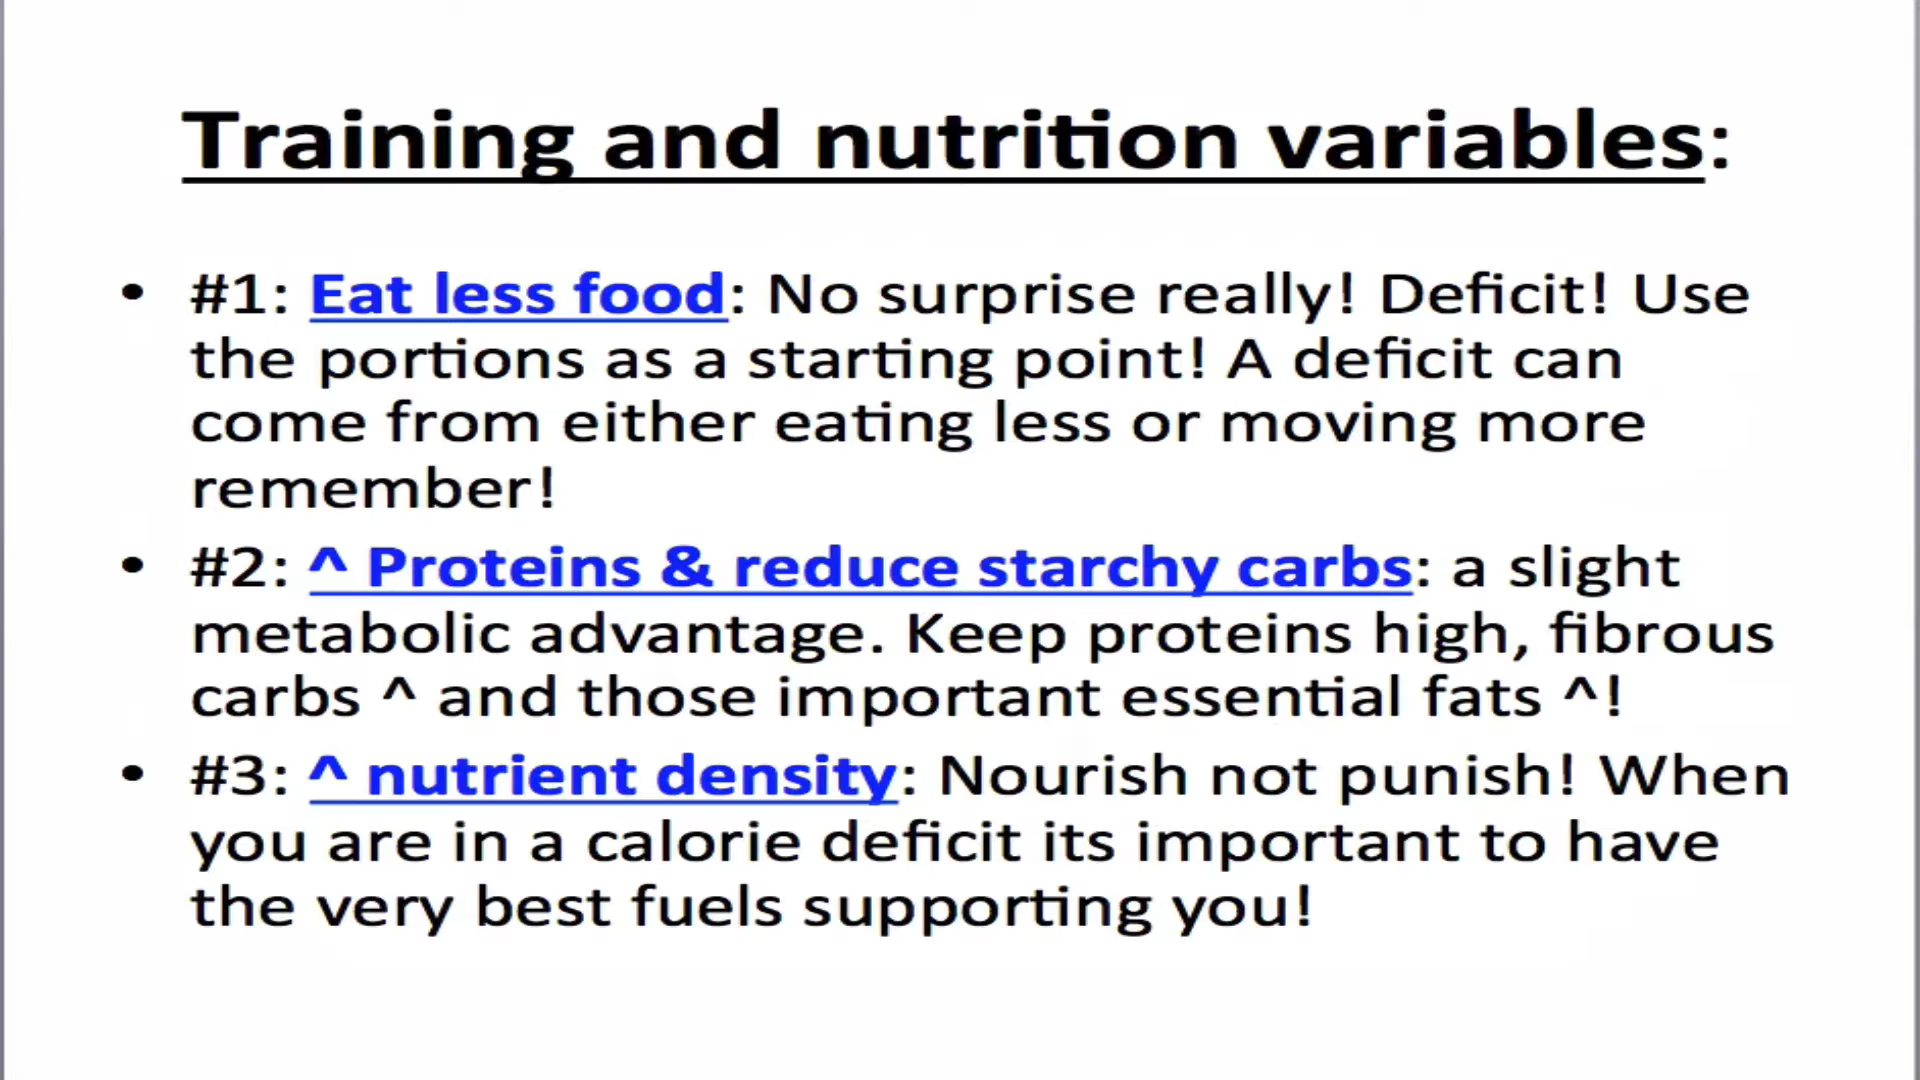 Training and nutrition variables:
• #1: Eat less food: No surprise really! Deficit! Use
the portions as a starting point! A deficit can
come from either eating less or moving more
remember!
• #2: ^ Proteins & reduce starchy carbs: a slight
metabolic advantage. Keep proteins high, fibrous
carbs ^ and those important essential fats ^!
• #3: ^ nutrient density: Nourish not punish! When
you are in a calorie deficit its important to have
the very best fuels supporting you!